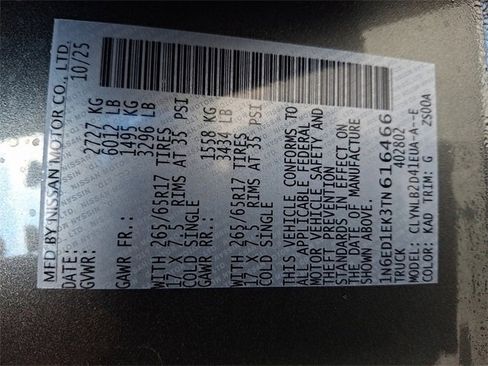 MFD BY NISSAN MOTOR CO., LTD.
DATE: 10/25
GVWR: 2727 KG
6012 LB
GAWR FR.: 1495 KG
3296 LB
WITH 265/65R17 TIRES
17 X 7.5 RIMS AT 35 PSI
COLD SINGLE
GAWR RR.: 1558 KG
3434 LB
WITH 265/65R17 TIRES
17 X 7.5 RIMS AT 35 PSI
COLD SINGLE
THIS VEHICLE CONFORMS TO
ALL APPLICABLE FEDERAL
MOTOR VEHICLE SAFETY AND
THEFT PREVENTION
STANDARDS IN EFFECT ON
THE DATE OF MANUFACTURE
SHOWN ABOVE.
1N6ED1EK3TN616466
TRUCK 402802
MODEL: CLYNLB2D41EUA-A--E
COLOR: KAD TRIM: G 2S00A